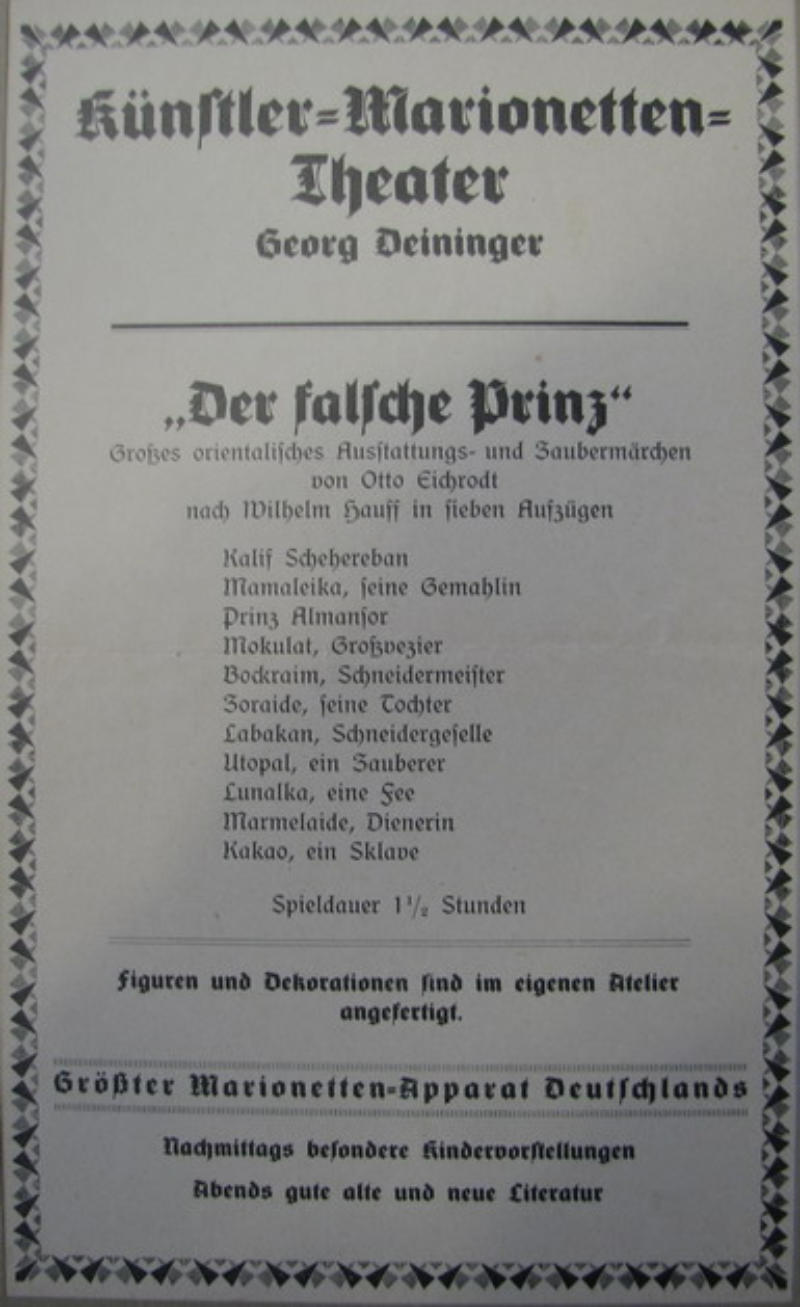 Künstler=Marionetten=
Theater
Georg Deininger
„Der falsche Prinz“
Großes orientalisches Ausstattungs- und Zaubermärchen
von Otto Eichrodt
nach Wilhelm Hauff in sieben Aufzügen
Kalif Schehereban
Mamaleika, seine Gemahlin
Prinz Almansor
Mokulat, Großvezier
Bockraim, Schneidermeister
Zoraide, seine Tochter
Labakan, Schneidergeselle
Utopal, ein Zauberer
Lunalka, eine Fee
Marmelaide, Dienerin
Kakao, ein Sklave
Spieldauer 1½ Stunden
Figuren und Dekorationen sind im eigenen Atelier
angefertigt.
Größter Marionetten=Apparat Deutschlands
Nachmittags besondere Kindervorstellungen
Abends gute alte und neue Literatur